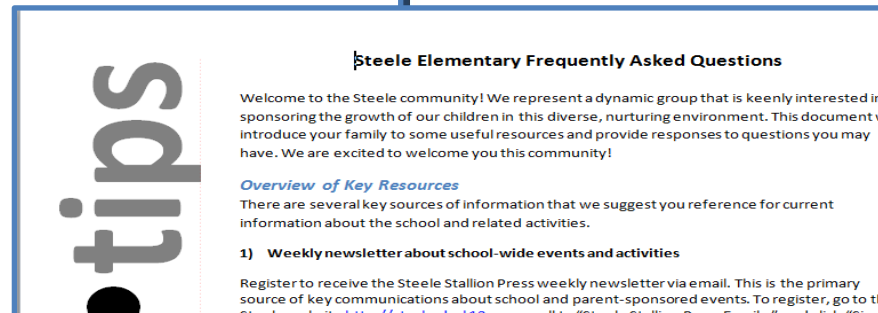 tips
Steele Elementary Frequently Asked Questions
Welcome to the Steele community! We represent a dynamic group that is keenly interested in
sponsoring the growth of our children in this diverse, nurturing environment. This document
introduce your family to some useful resources and provide responses to questions you may
have. We are excited to welcome you this community!
Overview of Key Resources
There are several key sources of information that we suggest you reference for current
information about the school and related activities.
1) Weekly newsletter about school-wide events and activities
Register to receive the Steele Stallion Press weekly newsletter via email. This is the primary
source of key communications about school and parent-sponsored events. To register, go to